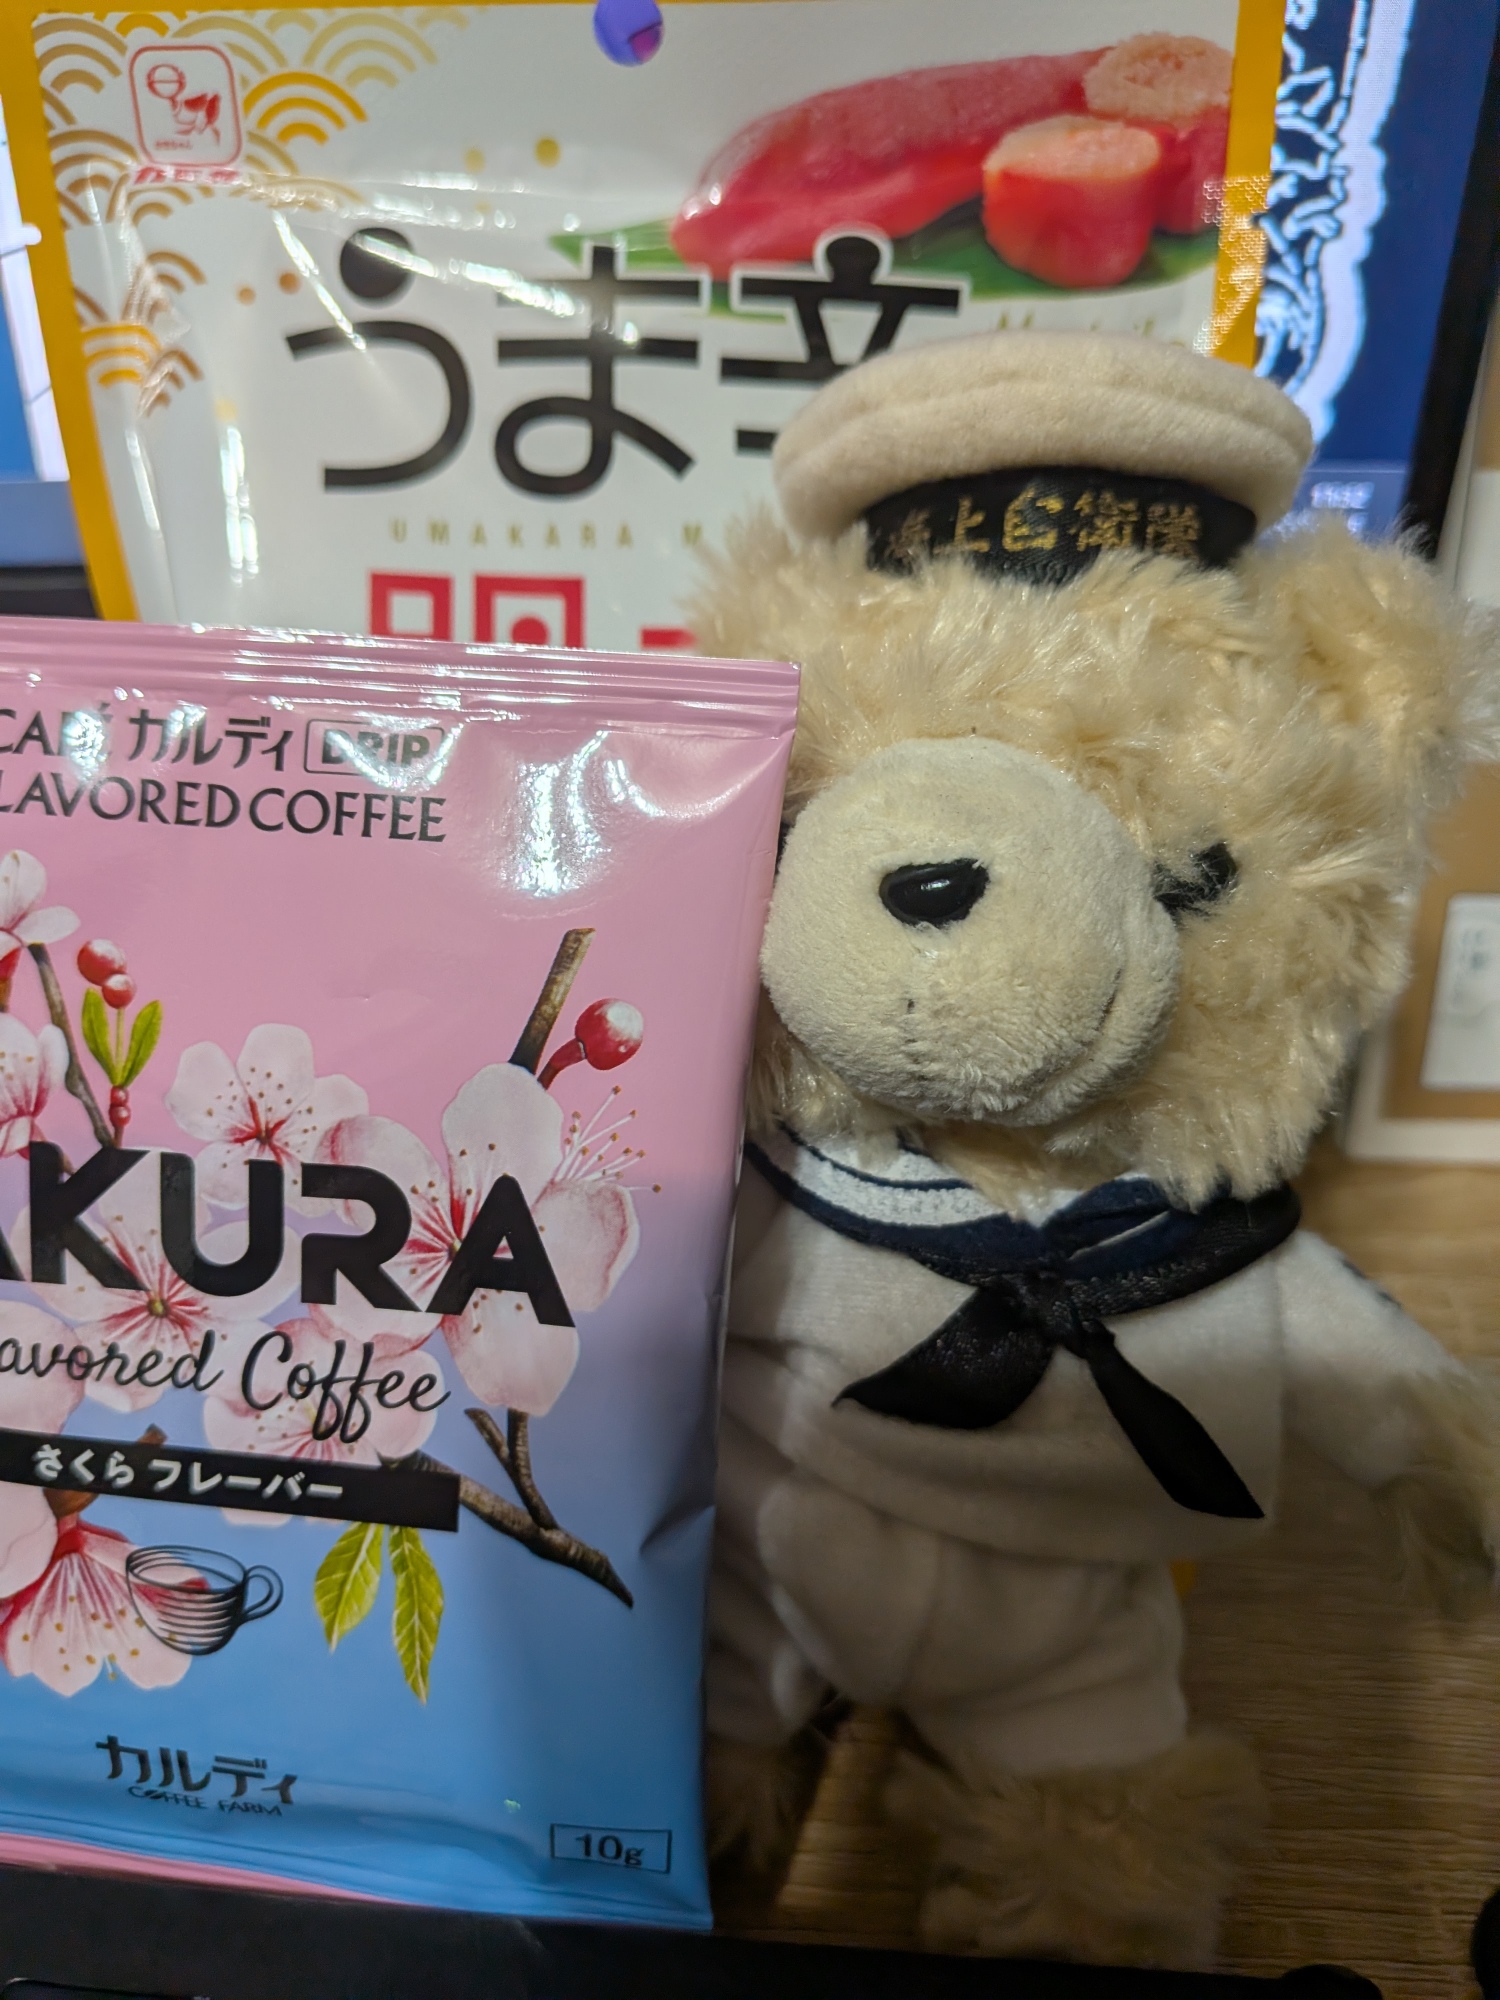 うま辛
UMAKARA M
海上自衛隊
CAFÉ カルディ DRIP
LAVORED COFFEE
AKURA
avored Coffee
さくらフレーバー
カルディ
COFFEE FARM
10g